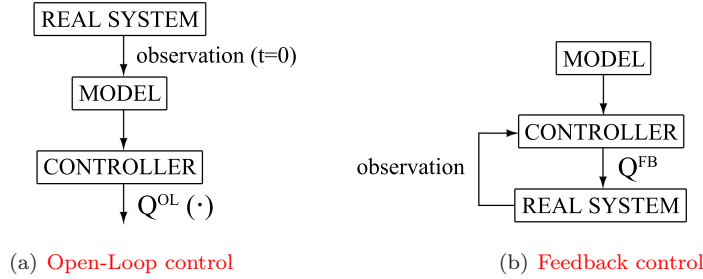 REAL SYSTEM
observation (t=0)
MODEL
CONTROLLER
Q^OL (·)
(a) Open-Loop control
MODEL
CONTROLLER
observation
Q^FB
REAL SYSTEM
(b) Feedback control